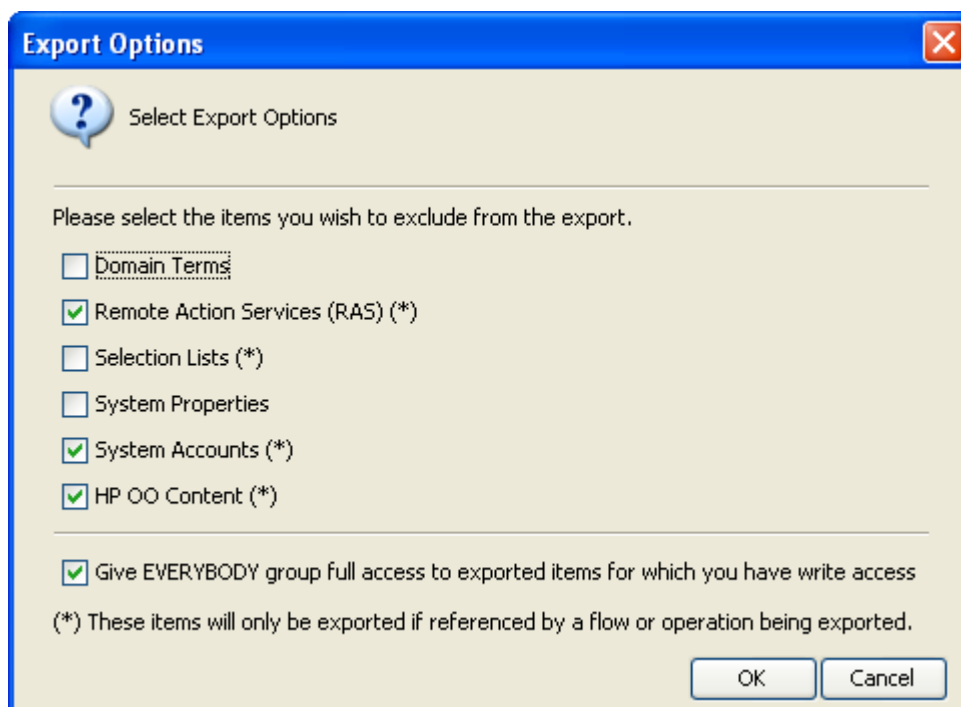 Export Options
Select Export Options
Please select the items you wish to exclude from the export.
Domain Terms
Remote Action Services (RAS) (*)
Selection Lists (*)
System Properties
System Accounts (*)
HP OO Content (*)
Give EVERYBODY group full access to exported items for which you have write access
(*) These items will only be exported if referenced by a flow or operation being exported.
OK
Cancel